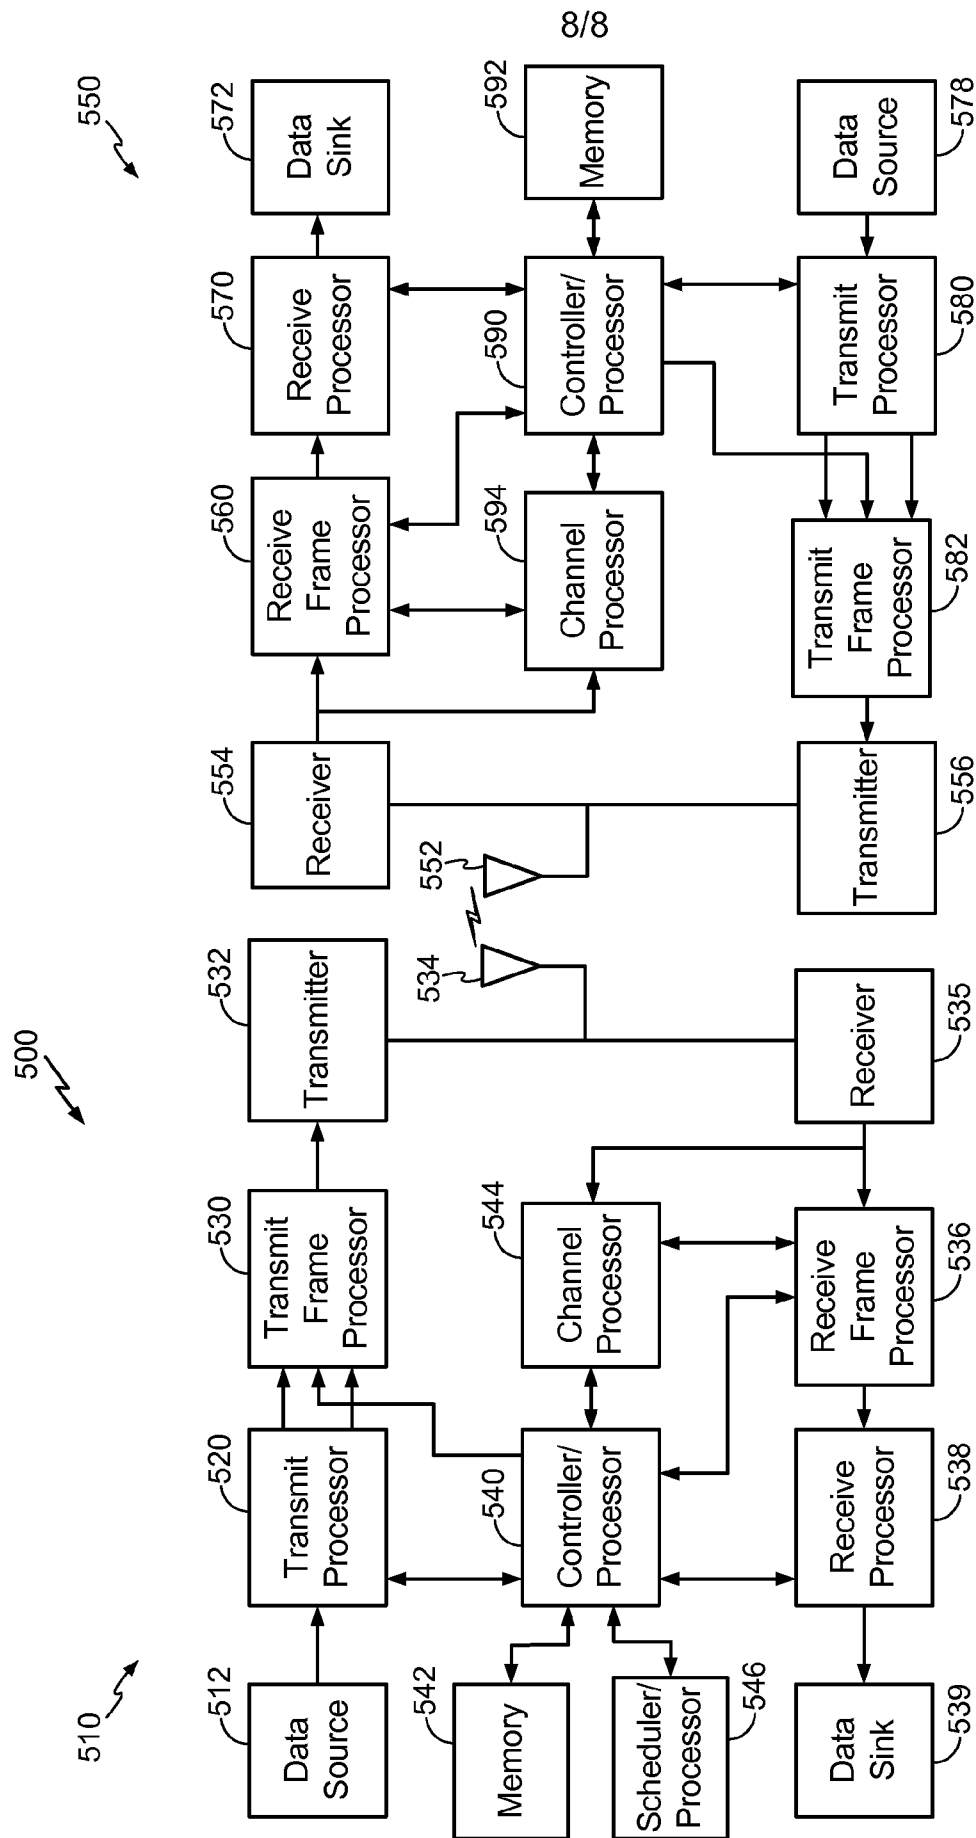 8/8
500
510
550
512
Data
Source
520
Transmit
Processor
530
Transmit
Frame
Processor
532
Transmitter
554
Receiver
560
Receive
Frame
Processor
570
Receive
Processor
572
Data
Sink
534
552
542
Memory
540
Controller/
Processor
544
Channel
Processor
594
Channel
Processor
590
Controller/
Processor
592
Memory
Scheduler/
Processor
546
Data
Sink
539
Receive
Processor
538
Receive
Frame
Processor
536
Receiver
535
Transmitter
556
Transmit
Frame
Processor
582
Transmit
Processor
580
Data
Source
578